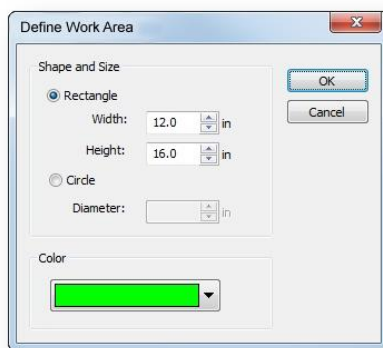 Define Work Area
Shape and Size
Rectangle
OK
Width: 12.0 in
Cancel
Height: 16.0 in
Circle
Diameter: in
Color